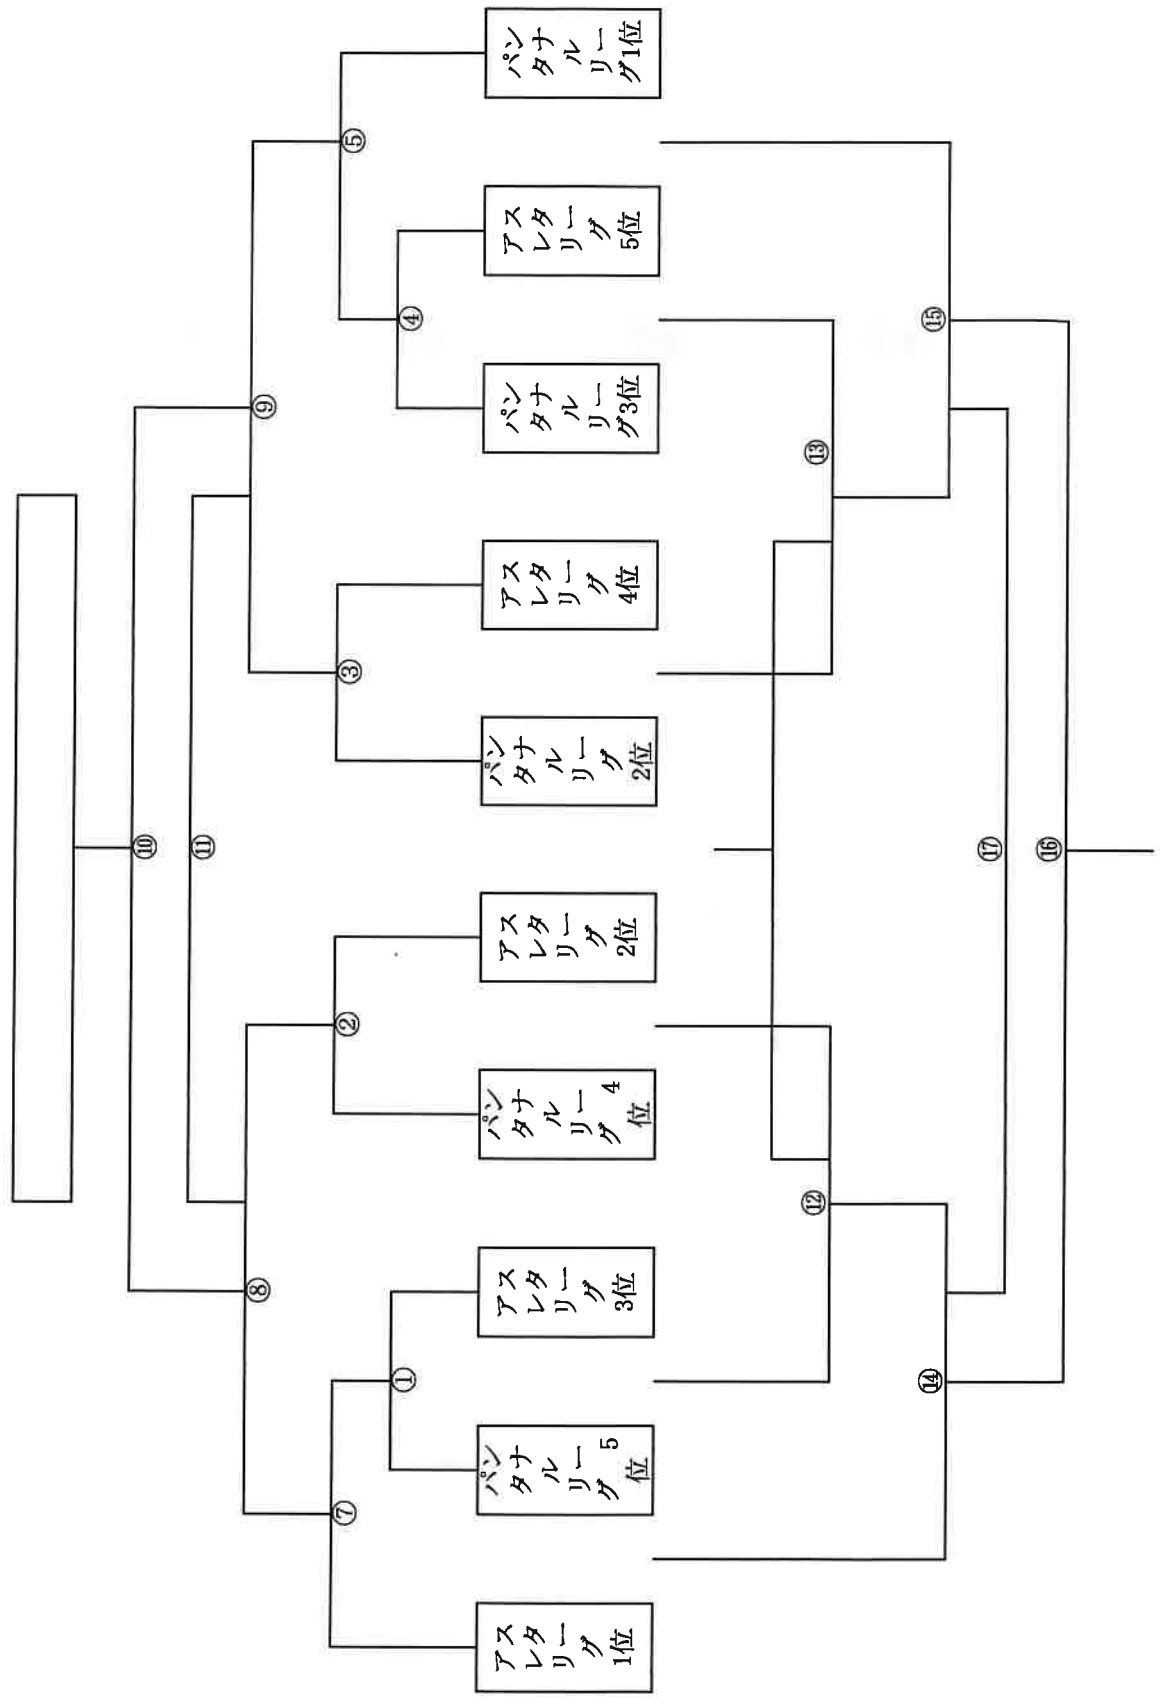 ⑩
⑪
⑧
⑨
⑦
②
③
⑤
①
④
アス
レタ
リー
グ
1位
パン
タナ
ル
リー
グ 5
位
アス
レタ
リー
グ
3位
パン
タナ
ル
リー
グ 4
位
アス
レタ
リー
グ
2位
パン
タナ
ル
リー
グ
2位
アス
レタ
リー
グ
4位
パン
タナ
ル
リー
グ3位
アス
レタ
リー
グ
5位
パン
タナ
ル
リー
グ1位
⑫
⑬
⑭
⑮
⑰
⑯